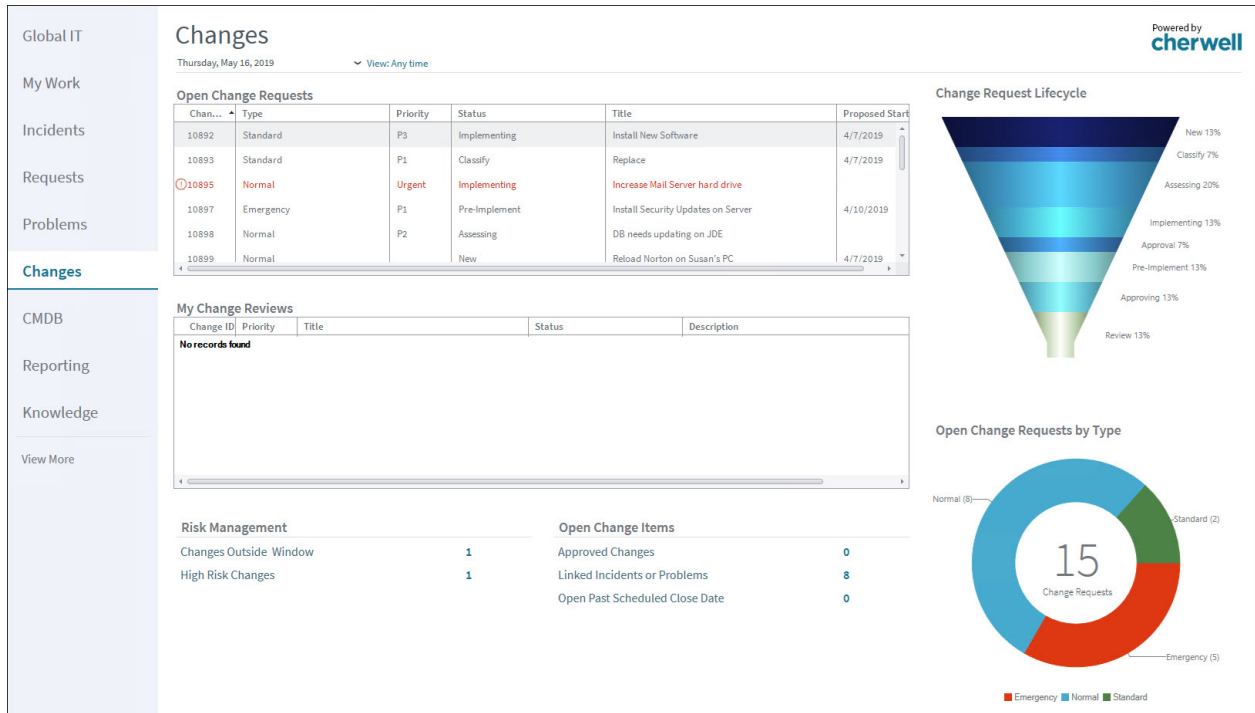 Global IT
My Work
Incidents
Requests
Problems
Changes
CMDB
Reporting
Knowledge
View More
Changes
Thursday, May 16, 2019 View: Any time
Powered by
cherwell
Open Change Requests
Chan... Type Priority Status Title Proposed Start
10892 Standard P3 Implementing Install New Software 4/7/2019
10893 Standard P1 Classify Replace 4/7/2019
10895 Normal Urgent Implementing Increase Mail Server hard drive
10897 Emergency P1 Pre-Implement Install Security Updates on Server 4/10/2019
10898 Normal P2 Assessing DB needs updating on JDE
10899 Normal New Reload Norton on Susan's PC 4/7/2019
My Change Reviews
Change ID Priority Title Status Description
No records found
Risk Management
Changes Outside Window 1
High Risk Changes 1
Open Change Items
Approved Changes 0
Linked Incidents or Problems 8
Open Past Scheduled Close Date 0
Change Request Lifecycle
New 13%
Classify 7%
Assessing 20%
Implementing 13%
Approval 7%
Pre-Implement 13%
Approving 13%
Review 13%
Open Change Requests by Type
Normal (8)
Standard (2)
15
Change Requests
Emergency (5)
Emergency Normal Standard